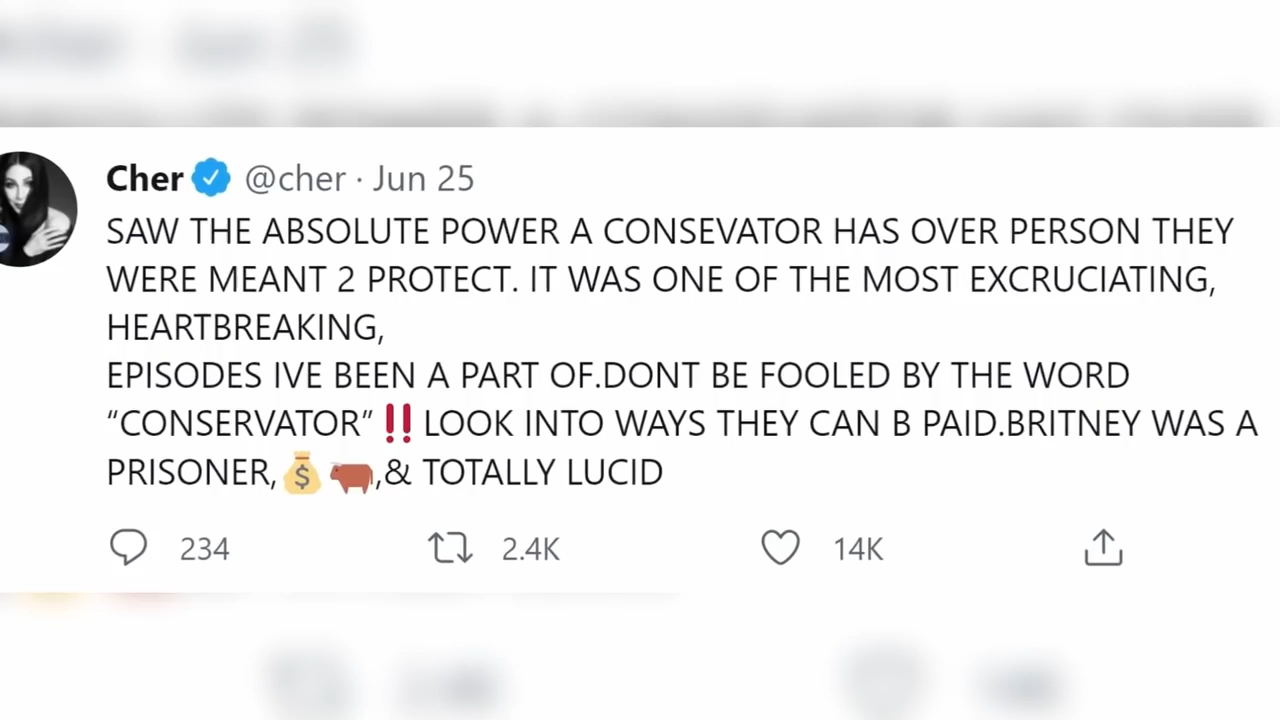 Cher @cher · Jun 25
SAW THE ABSOLUTE POWER A CONSEVATOR HAS OVER PERSON THEY
WERE MEANT 2 PROTECT. IT WAS ONE OF THE MOST EXCRUCIATING,
HEARTBREAKING,
EPISODES IVE BEEN A PART OF.DONT BE FOOLED BY THE WORD
“CONSERVATOR”‼️LOOK INTO WAYS THEY CAN B PAID.BRITNEY WAS A
PRISONER,💰🐂,& TOTALLY LUCID
234 2.4K 14K